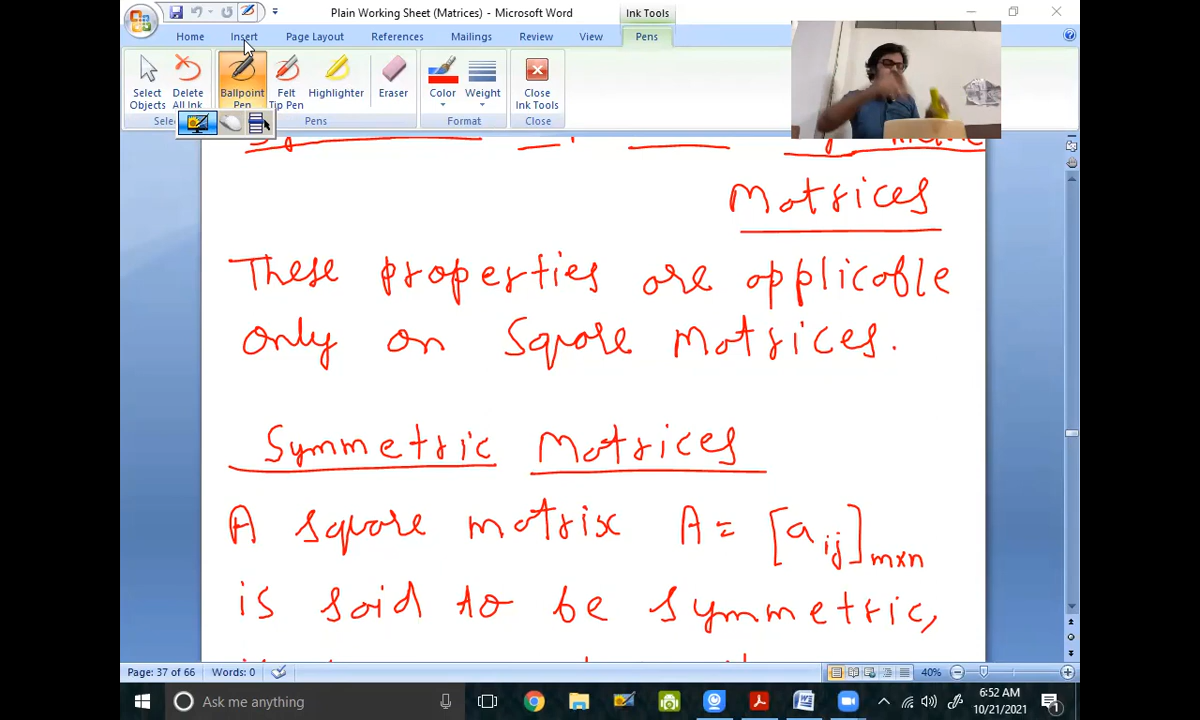 Plain Working Sheet (Matrices) - Microsoft Word
Ink Tools
Home Insert Page Layout References Mailings Review View Pens
Select Objects
Delete All Ink
Ballpoint Pen
Felt Tip Pen
Highlighter
Eraser
Color
Weight
Close Ink Tools
Pens
Format
Close
Matrices
These properties are applicable
only on Square Matrices.
Symmetric Matrices
A square matrix A = [aij]m×n
is said to be symmetric,
Page: 37 of 66 Words: 0 40%
Ask me anything
6:52 AM
10/21/2021
1